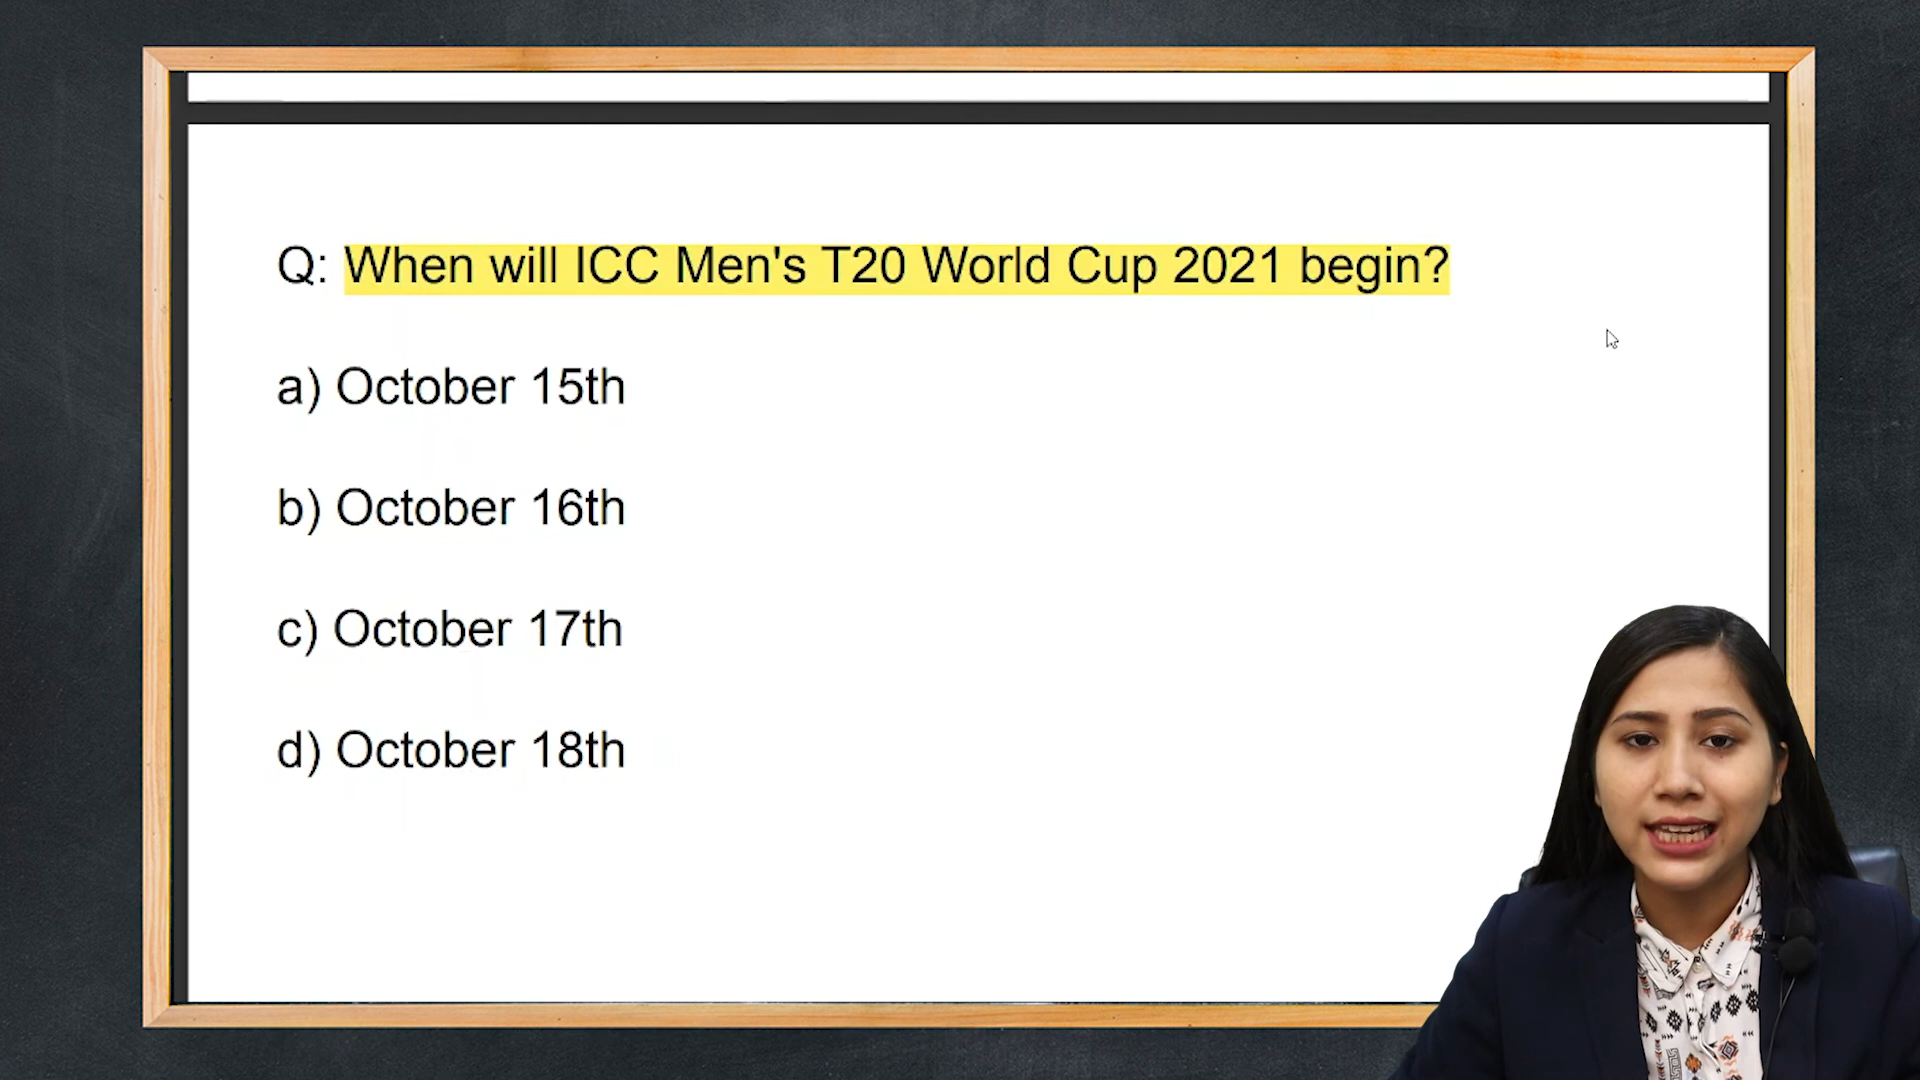 Q: When will ICC Men's T20 World Cup 2021 begin?
a) October 15th
b) October 16th
c) October 17th
d) October 18th